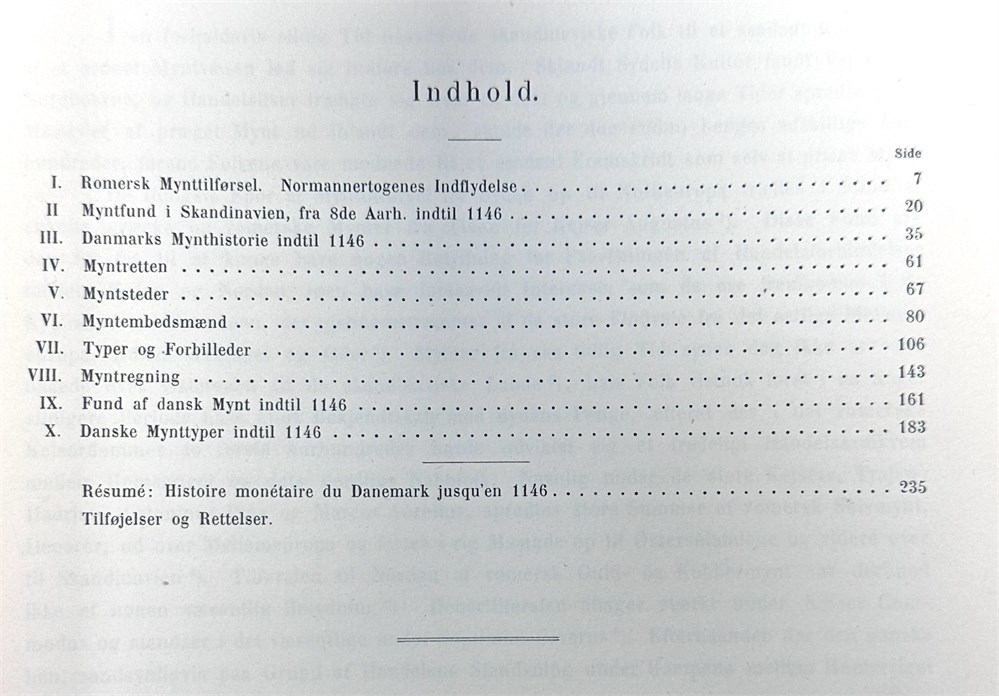 Indhold.
Side
I. Romersk Mynttilførsel. Normannertogenes Indflydelse. 7
II Myntfund i Skandinavien, fra 8de Aarh. indtil 1146 20
III. Danmarks Mynthistorie indtil 1146 35
IV. Myntretten 61
V. Myntsteder 67
VI. Myntembedsmænd 80
VII. Typer og Forbilleder 106
VIII. Myntregning 143
IX. Fund af dansk Mynt indtil 1146 161
X. Danske Mynttyper indtil 1146 183
Résumé: Histoire monétaire du Danemark jusqu'en 1146 235
Tilføjelser og Rettelser.